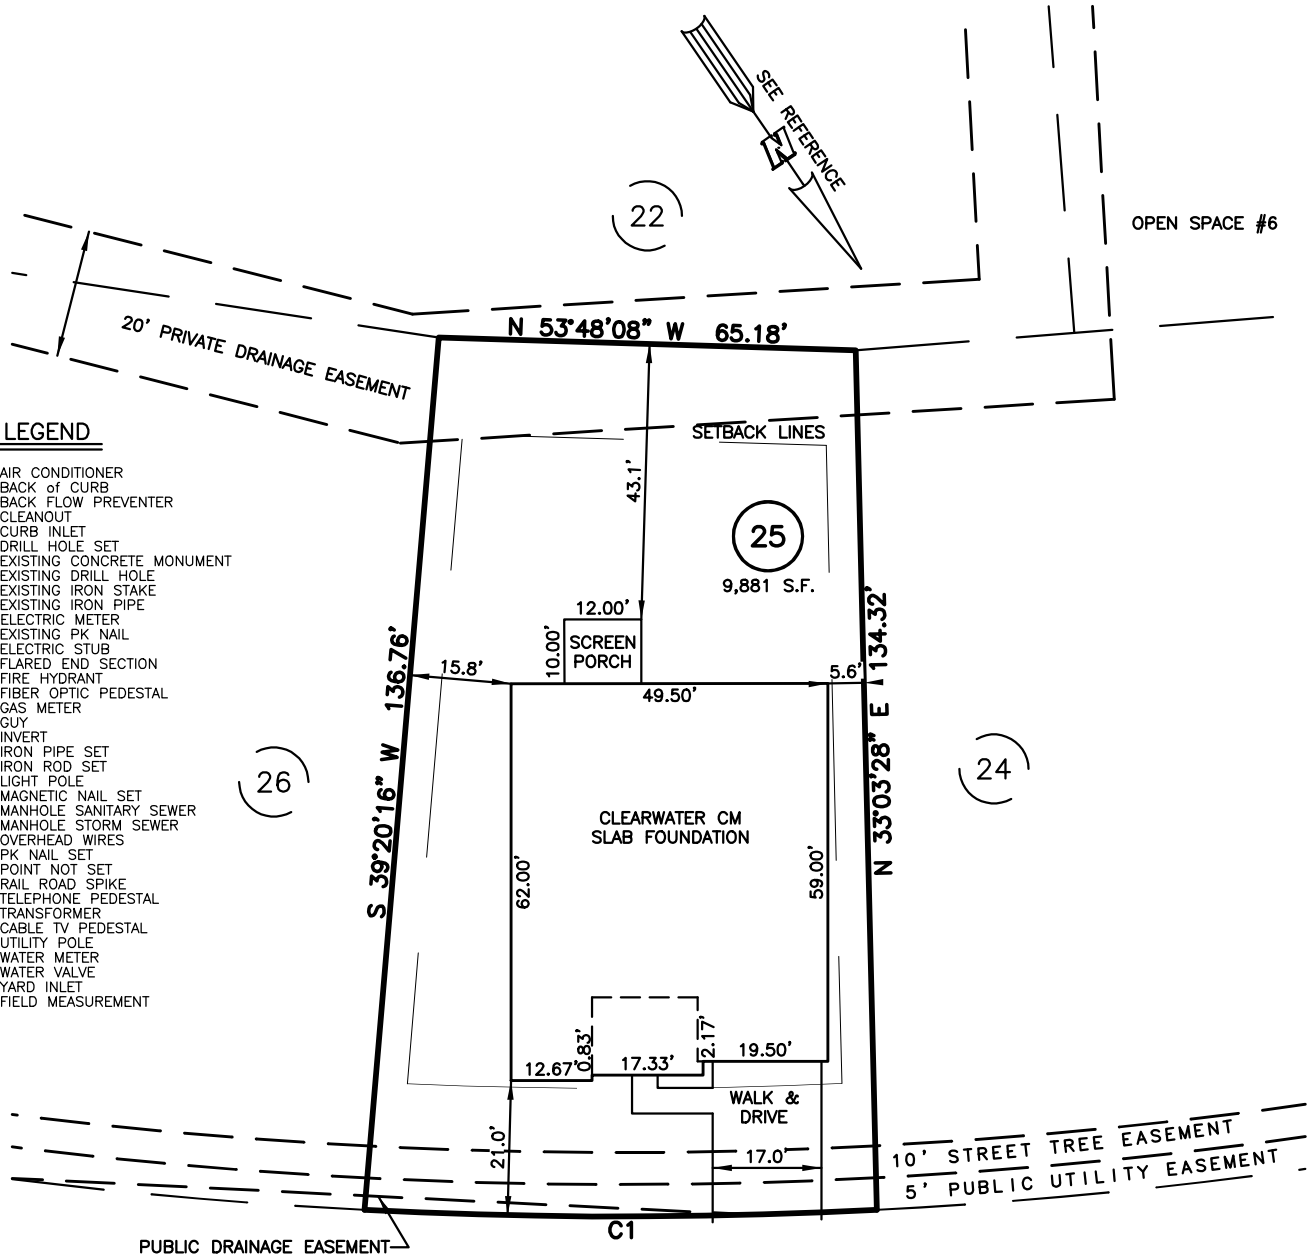 SEE REFERENCE
N
22
OPEN SPACE #6
N 53°48'08" W 65.18'
20' PRIVATE DRAINAGE EASEMENT
SETBACK LINES
LEGEND
AIR CONDITIONER
BACK of CURB
BACK FLOW PREVENTER
CLEANOUT
CURB INLET
DRILL HOLE SET
EXISTING CONCRETE MONUMENT
EXISTING DRILL HOLE
EXISTING IRON STAKE
EXISTING IRON PIPE
ELECTRIC METER
EXISTING PK NAIL
ELECTRIC STUB
FLARED END SECTION
FIRE HYDRANT
FIBER OPTIC PEDESTAL
GAS METER
GUY
INVERT
IRON PIPE SET
IRON ROD SET
LIGHT POLE
MAGNETIC NAIL SET
MANHOLE SANITARY SEWER
MANHOLE STORM SEWER
OVERHEAD WIRES
PK NAIL SET
POINT NOT SET
RAIL ROAD SPIKE
TELEPHONE PEDESTAL
TRANSFORMER
CABLE TV PEDESTAL
UTILITY POLE
WATER METER
WATER VALVE
YARD INLET
FIELD MEASUREMENT
43.1'
25
9,881 S.F.
12.00'
10.00'
SCREEN
PORCH
15.8'
5.6'
49.50'
S 39°20'16" W 136.76'
N 33°03'28" E 134.32'
26
24
CLEARWATER CM
SLAB FOUNDATION
62.00'
59.00'
0.83'
2.17'
12.67'
17.33'
19.50'
WALK &
DRIVE
21.0'
17.0'
10' STREET TREE EASEMENT
5' PUBLIC UTILITY EASEMENT
C1
PUBLIC DRAINAGE EASEMENT